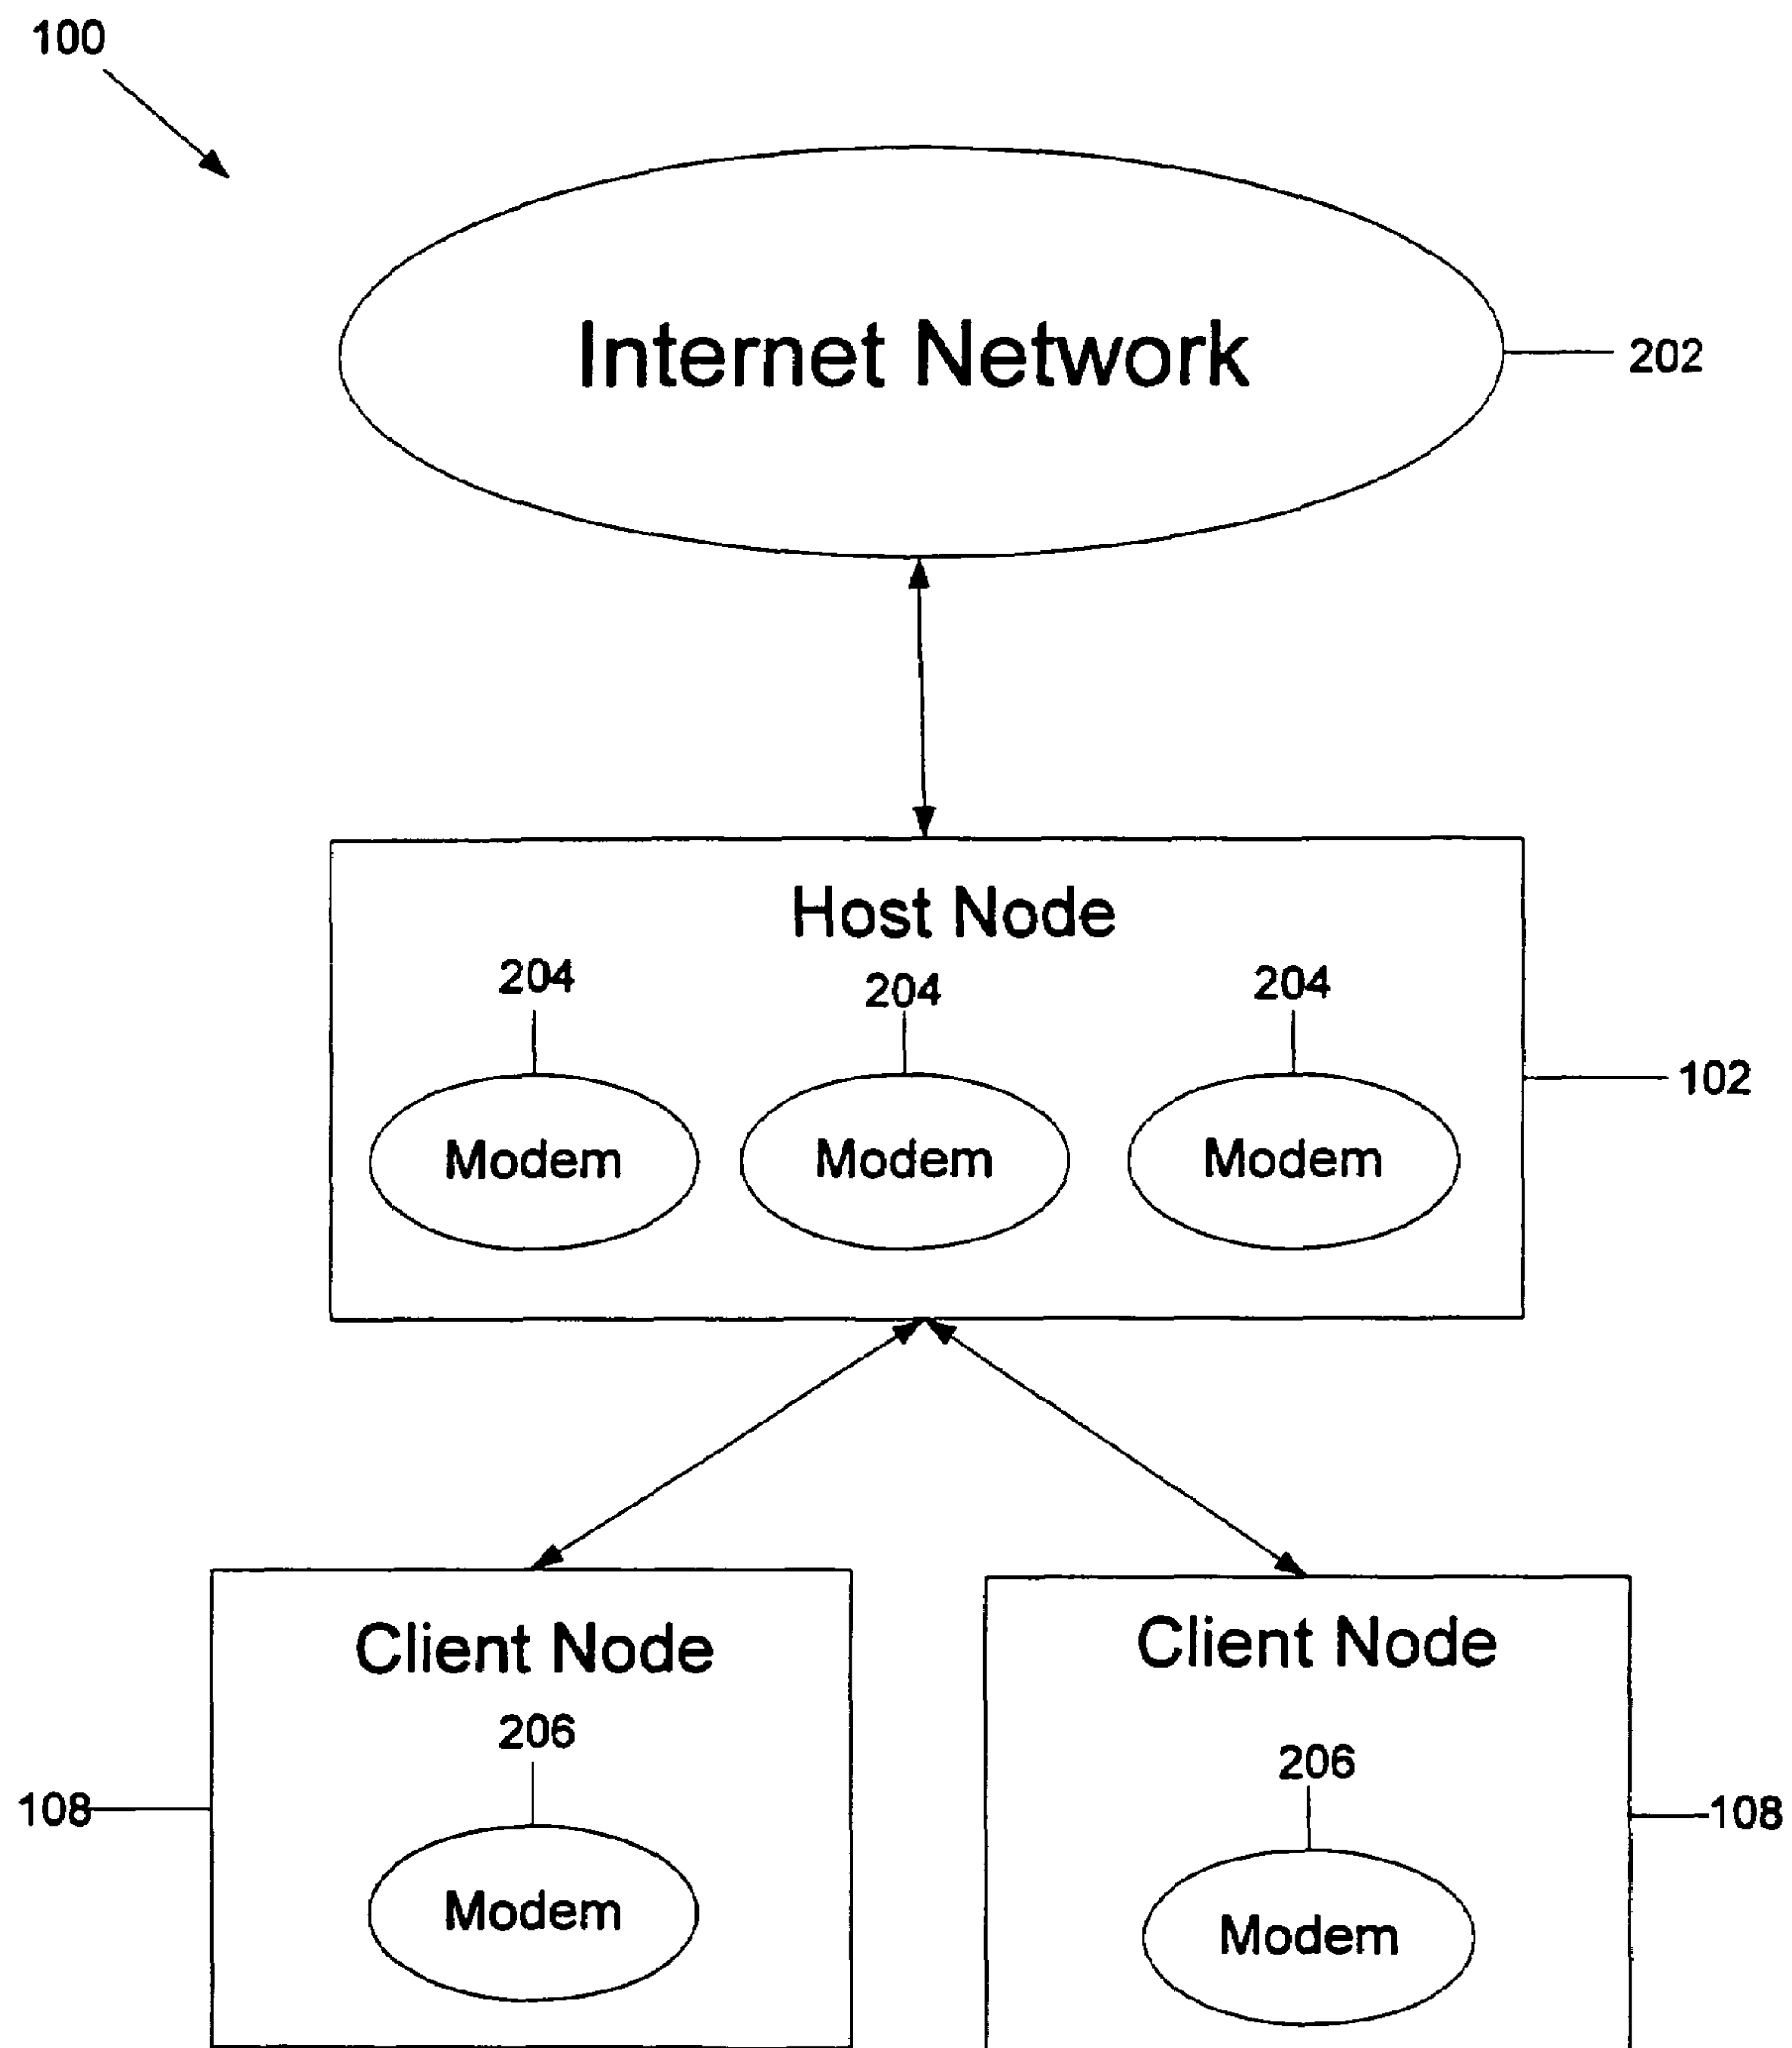 100
Internet Network
202
Host Node
204
204
204
102
Modem
Modem
Modem
Client Node
Client Node
206
206
108
108
Modem
Modem